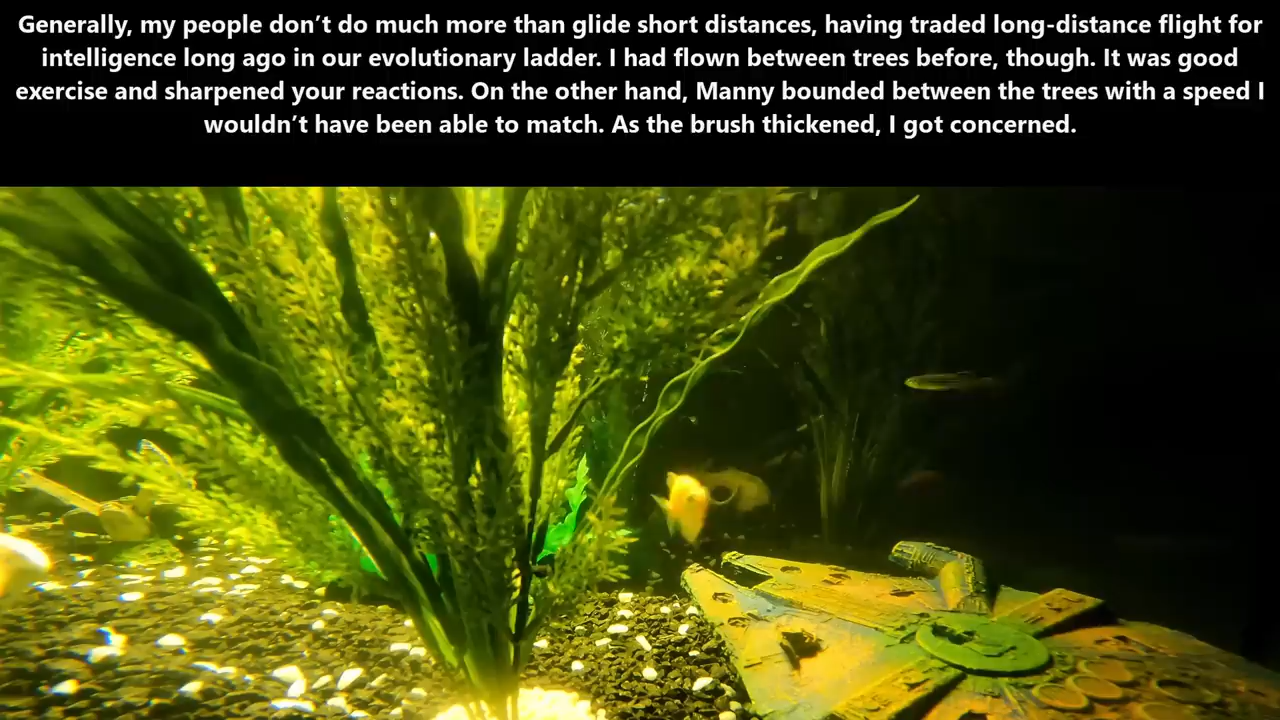 Generally, my people don’t do much more than glide short distances, having traded long-distance flight for
intelligence long ago in our evolutionary ladder. I had flown between trees before, though. It was good
exercise and sharpened your reactions. On the other hand, Manny bounded between the trees with a speed I
wouldn’t have been able to match. As the brush thickened, I got concerned.